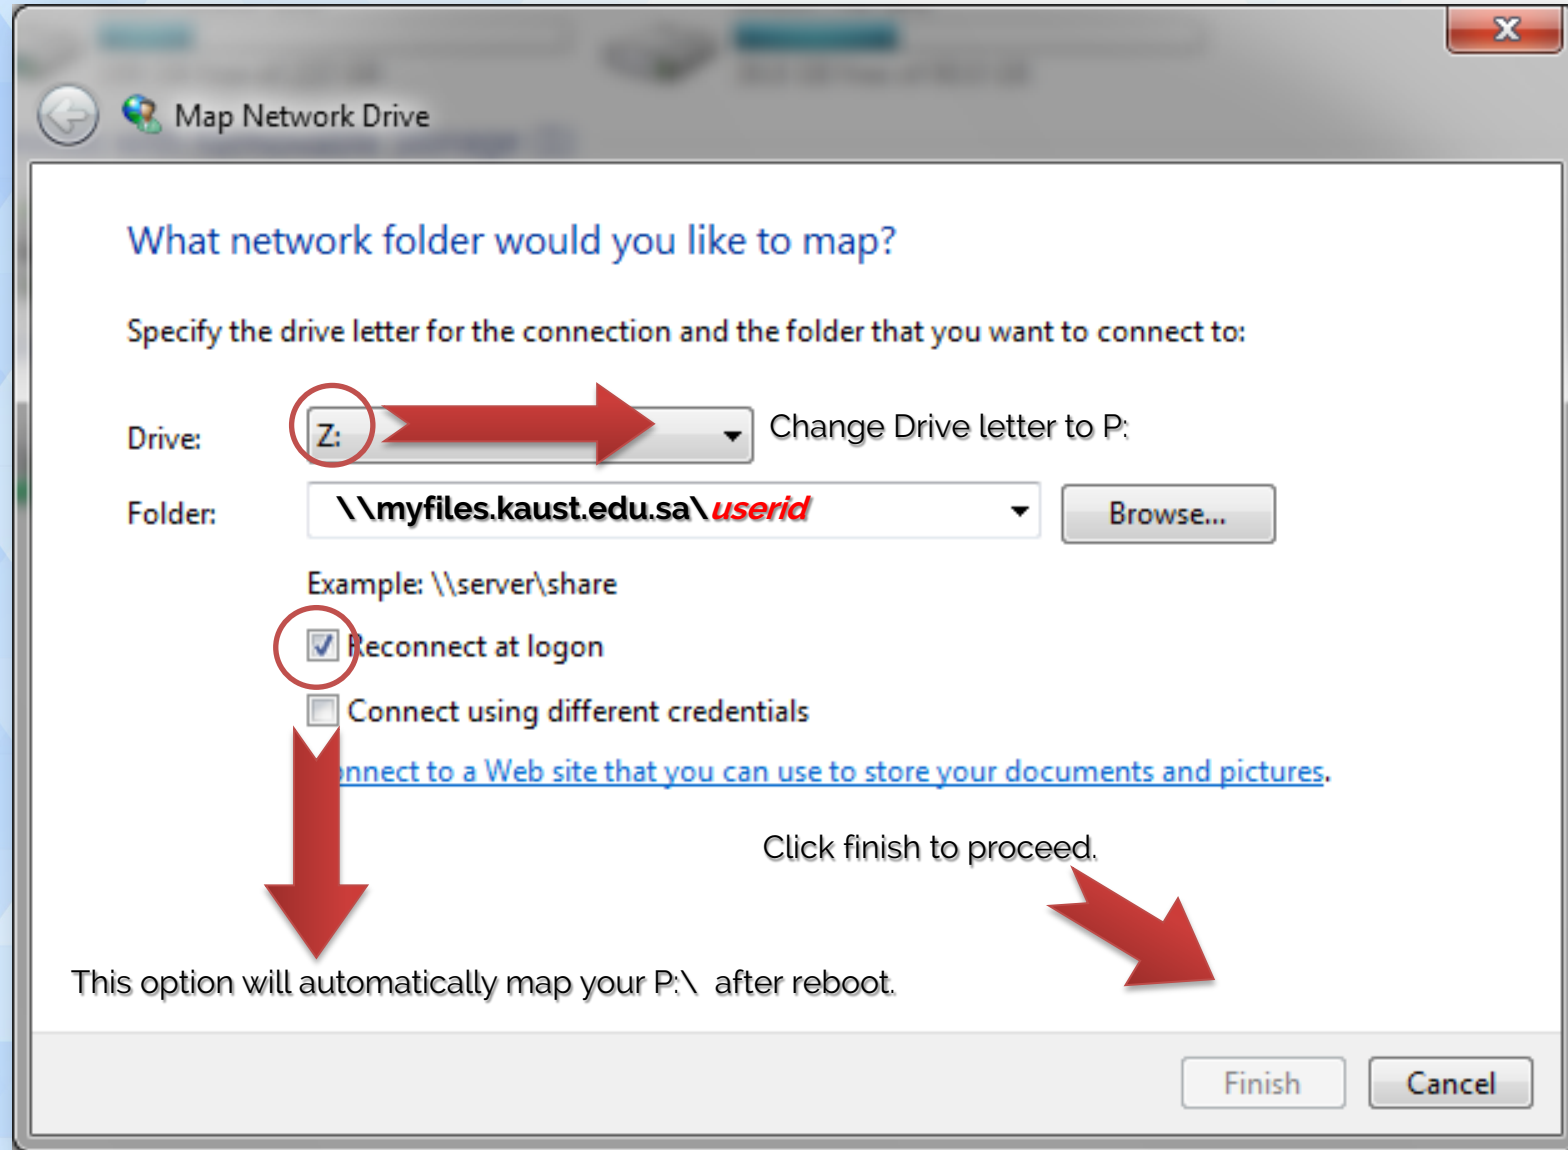 Map Network Drive
What network folder would you like to map?
Specify the drive letter for the connection and the folder that you want to connect to:
Drive: Z: Change Drive letter to P:
Folder: \\myfiles.kaust.edu.sa\userid Browse...
Example: \\server\share
Reconnect at logon
Connect using different credentials
onnect to a Web site that you can use to store your documents and pictures.
Click finish to proceed.
This option will automatically map your P:\ after reboot.
Finish Cancel